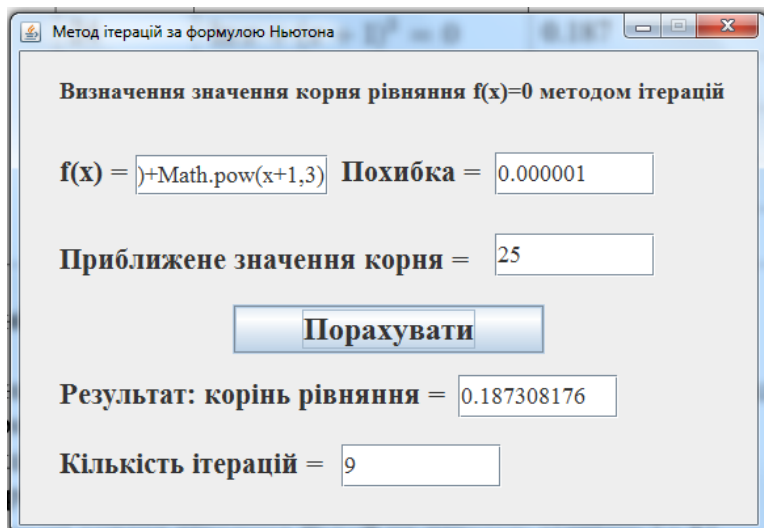 Метод ітерацій за формулою Ньютона
Визначення значення корня рівняння f(x)=0 методом ітерацій
f(x) = )+Math.pow(x+1,3) Похибка = 0.000001
Приближене значення корня = 25
Порахувати
Результат: корінь рівняння = 0.187308176
Кількість ітерацій = 9